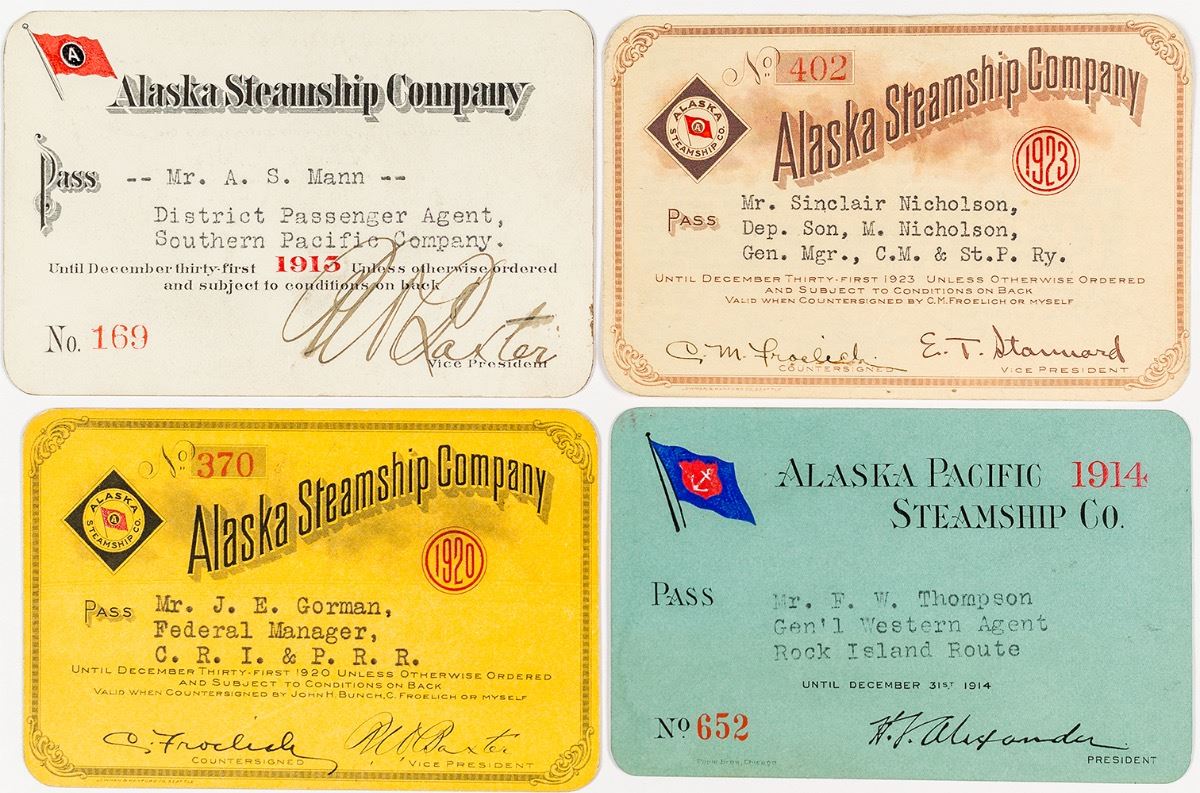 A
Alaska Steamship Company
Pass -- Mr. A. S. Mann --
District Passenger Agent,
Southern Pacific Company.
Until December thirty-first 1913 Unless otherwise ordered
and subject to conditions on back
No. 169
Vice President
No 402
ALASKA STEAMSHIP CO.
A
Alaska Steamship Company
1923
PASS Mr. Sinclair Nicholson,
Dep. Son, M. Nicholson,
Gen. Mgr., C.M. & St.P. Ry.
UNTIL DECEMBER THIRTY-FIRST 1923 UNLESS OTHERWISE ORDERED
AND SUBJECT TO CONDITIONS ON BACK
VALID WHEN COUNTERSIGNED BY C.M. FROELICH OR MYSELF
C. M. Froelich. E. T. Stannard
COUNTERSIGNED VICE PRESIDENT
No 370
ALASKA STEAMSHIP CO.
A
Alaska Steamship Company
1920
PASS Mr. J. E. Gorman,
Federal Manager,
C. R. I. & P. R. R.
UNTIL DECEMBER THIRTY-FIRST 1920 UNLESS OTHERWISE ORDERED
AND SUBJECT TO CONDITIONS ON BACK
VALID WHEN COUNTERSIGNED BY JOHN H. BUNCH, C. FROELICH OR MYSELF
C. Froelich
COUNTERSIGNED VICE PRESIDENT
ALASKA PACIFIC 1914
STEAMSHIP CO.
PASS Mr. F. W. Thompson
Gen'l Western Agent
Rock Island Route
UNTIL DECEMBER 31ST 1914
No 652 H. F. Alexander.
PRESIDENT